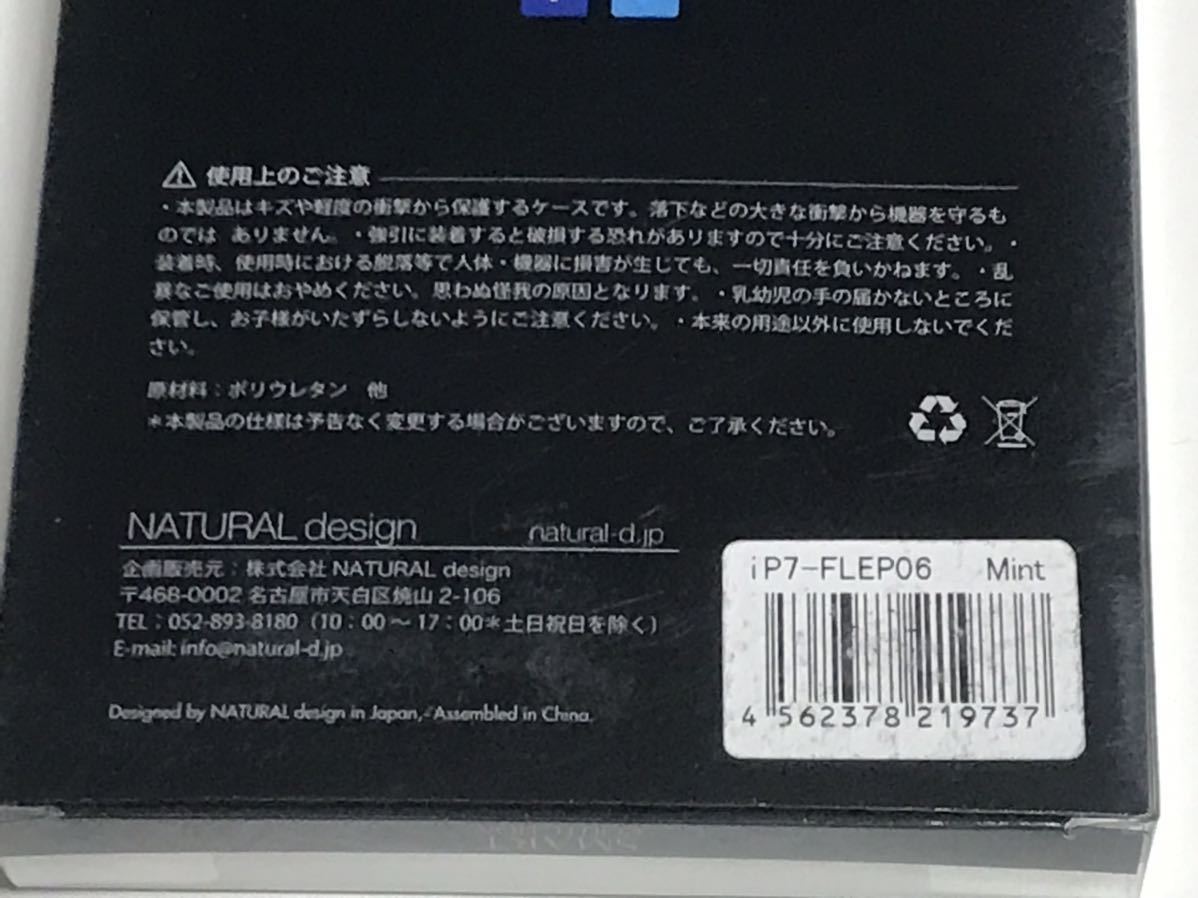 使用上のご注意
・本製品はキズや軽度の衝撃から保護するケースです。落下などの大きな衝撃から機器を守るも
のでは ありません。・強引に装着すると破損する恐れがありますので十分にご注意ください。・
装着時、使用時における脱落等で人体・機器に損害が生じても、一切責任を負いかねます。・乱
暴なご使用はおやめください。思わぬ怪我の原因となります。・乳幼児の手の届かないところに
保管し、お子様がいたずらしないようにご注意ください。・本来の用途以外に使用しないでくだ
さい。
原材料：ポリウレタン 他
＊本製品の仕様は予告なく変更する場合がございますので、ご了承ください。
NATURAL design natural-d.jp
企画販売元：株式会社 NATURAL design
〒468-0002 名古屋市天白区焼山 2-106
TEL：052-893-8180（10：00～17：00＊土日祝日を除く）
E-mail: info@natural-d.jp
Designed by NATURAL design in Japan, Assembled in China.
iP7-FLEP06 Mint
4 562378 219737